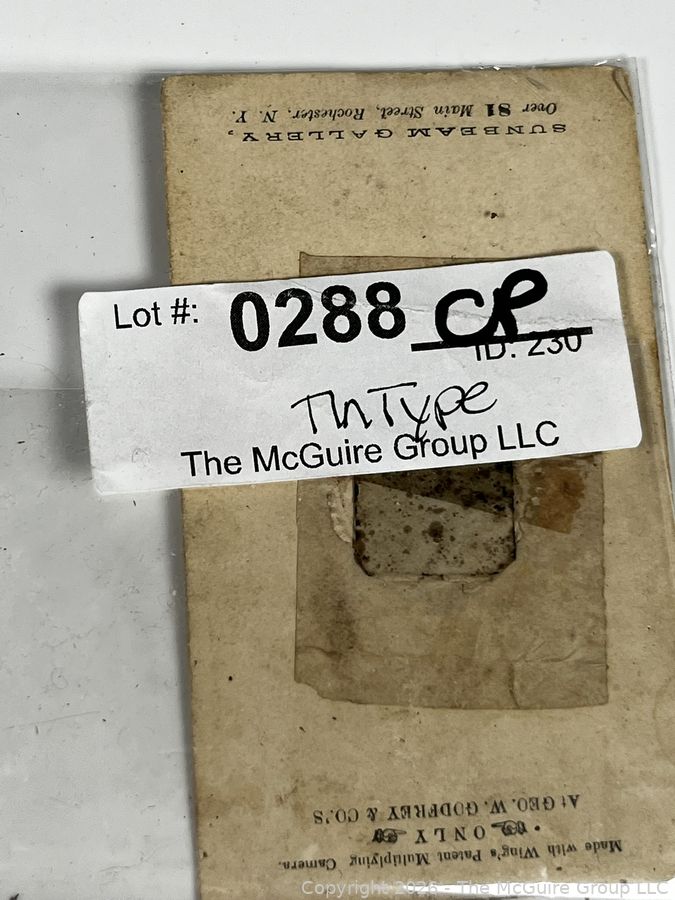 Over 81 Main Street, Rochester, N. Y.
SUNBEAM GALLERY,
Lot #: 0288 CP
ID: 230
TinType
The McGuire Group LLC
At GEO. W. GODFREY & CO.'S
ONLY
Made with Wing's Patent Multiplying Camera.
Copyright 2026 - The McGuire Group LLC